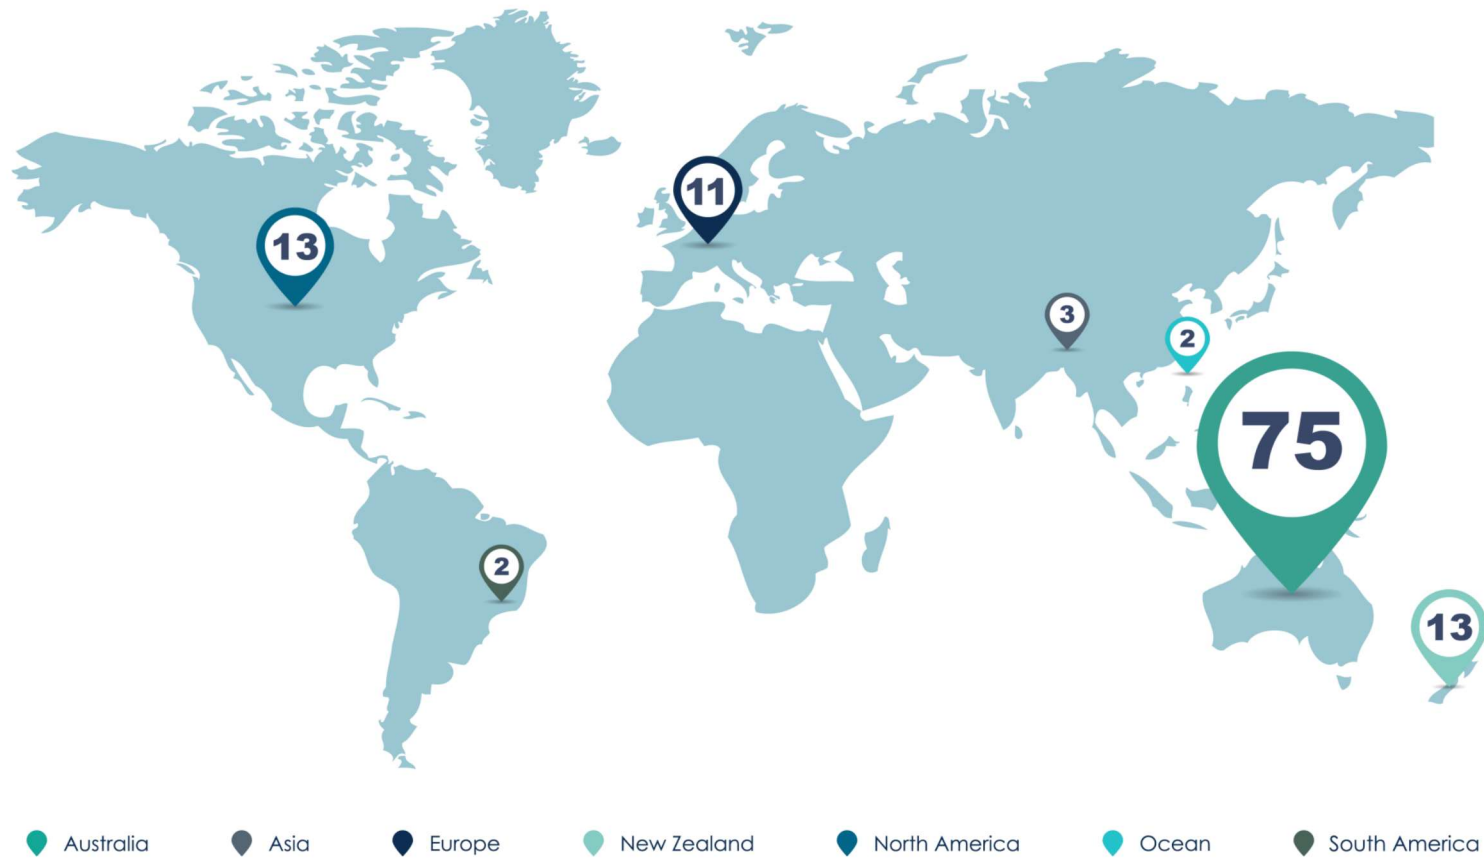 11
13
3
2
75
2
13
Australia
Asia
Europe
New Zealand
North America
Ocean
South America